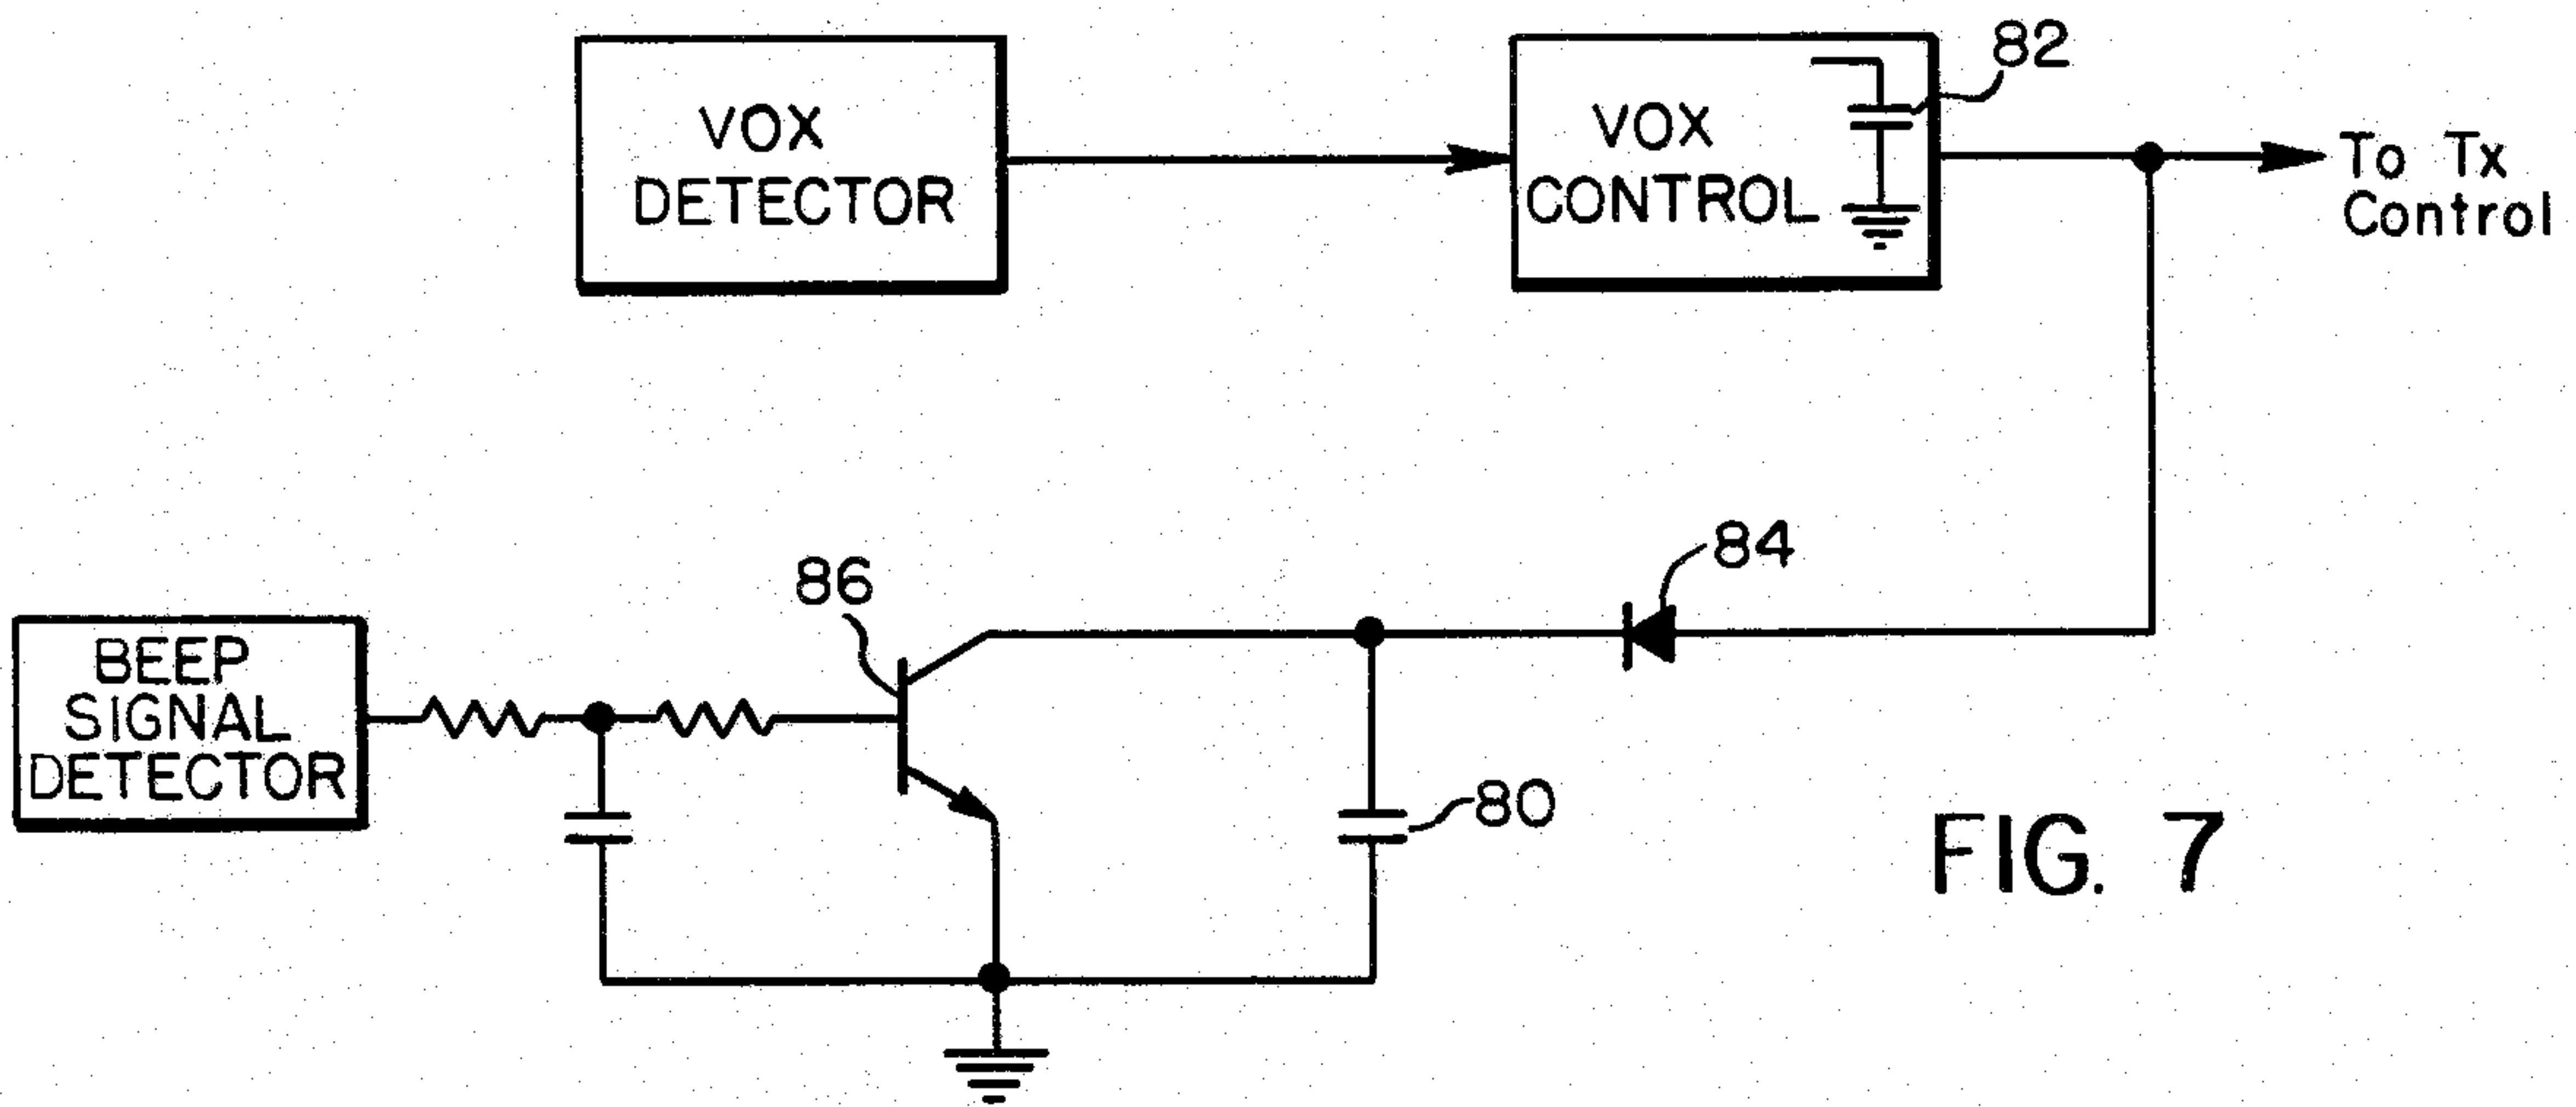 VOX
DETECTOR
VOX
CONTROL
82
To Tx
Control
84
86
BEEP
SIGNAL
DETECTOR
80
FIG. 7